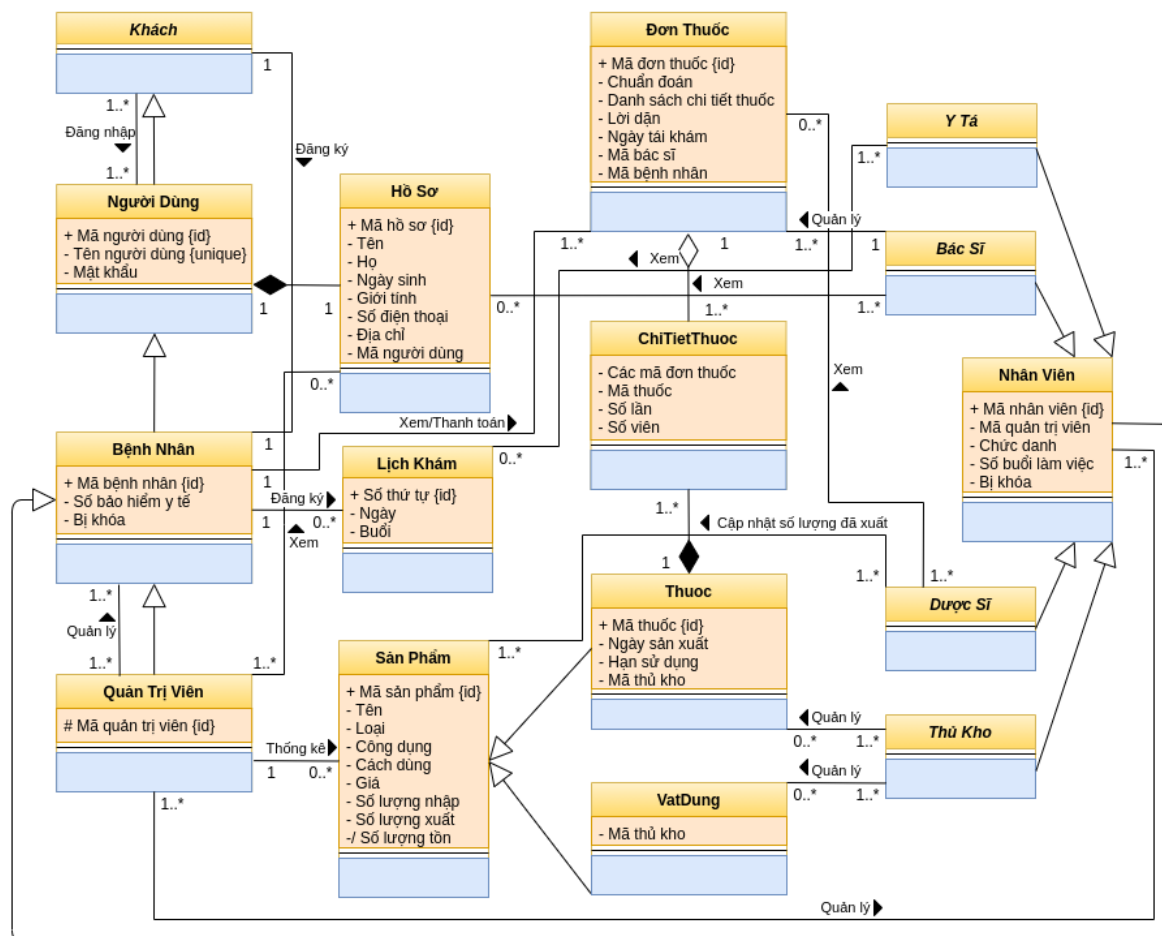 Khách
1
1..*
Đăng nhập
1..*
Đăng ký
Người Dùng
+ Mã người dùng {id}
- Tên người dùng {unique}
- Mật khẩu
1
Hồ Sơ
+ Mã hồ sơ {id}
- Tên
- Họ
- Ngày sinh
- Giới tính
- Số điện thoại
- Địa chỉ
- Mã người dùng
1
0..*
0..*
Đơn Thuốc
+ Mã đơn thuốc {id}
- Chuẩn đoán
- Danh sách chi tiết thuốc
- Lời dặn
- Ngày tái khám
- Mã bác sĩ
- Mã bệnh nhân
0..*
1..*
1
1..*
Quản lý
1
Xem
Xem
1..*
Y Tá
1..*
Bác Sĩ
1..*
ChiTietThuoc
- Các mã đơn thuốc
- Mã thuốc
- Số lần
- Số viên
1..*
Xem
Nhân Viên
+ Mã nhân viên {id}
- Mã quản trị viên
- Chức danh
- Số buổi làm việc
- Bị khóa
1..*
Xem/Thanh toán
Bệnh Nhân
+ Mã bệnh nhân {id}
- Số bảo hiểm y tế
- Bị khóa
1
1
1
Đăng ký
0..*
Xem
Lịch Khám
+ Số thứ tự {id}
- Ngày
- Buổi
0..*
Cập nhật số lượng đã xuất
1..*
1..*
Dược Sĩ
1..*
Quản lý
1..*
1..*
Quản Trị Viên
# Mã quản trị viên {id}
1..*
Thống kê
1
0..*
Sản Phẩm
+ Mã sản phẩm {id}
- Tên
- Loại
- Công dụng
- Cách dùng
- Giá
- Số lượng nhập
- Số lượng xuất
-/ Số lượng tồn
1..*
1
Thuoc
+ Mã thuốc {id}
- Ngày sản xuất
- Hạn sử dụng
- Mã thủ kho
Quản lý
0..*
1..*
Thủ Kho
Quản lý
0..*
1..*
VatDung
- Mã thủ kho
Quản lý